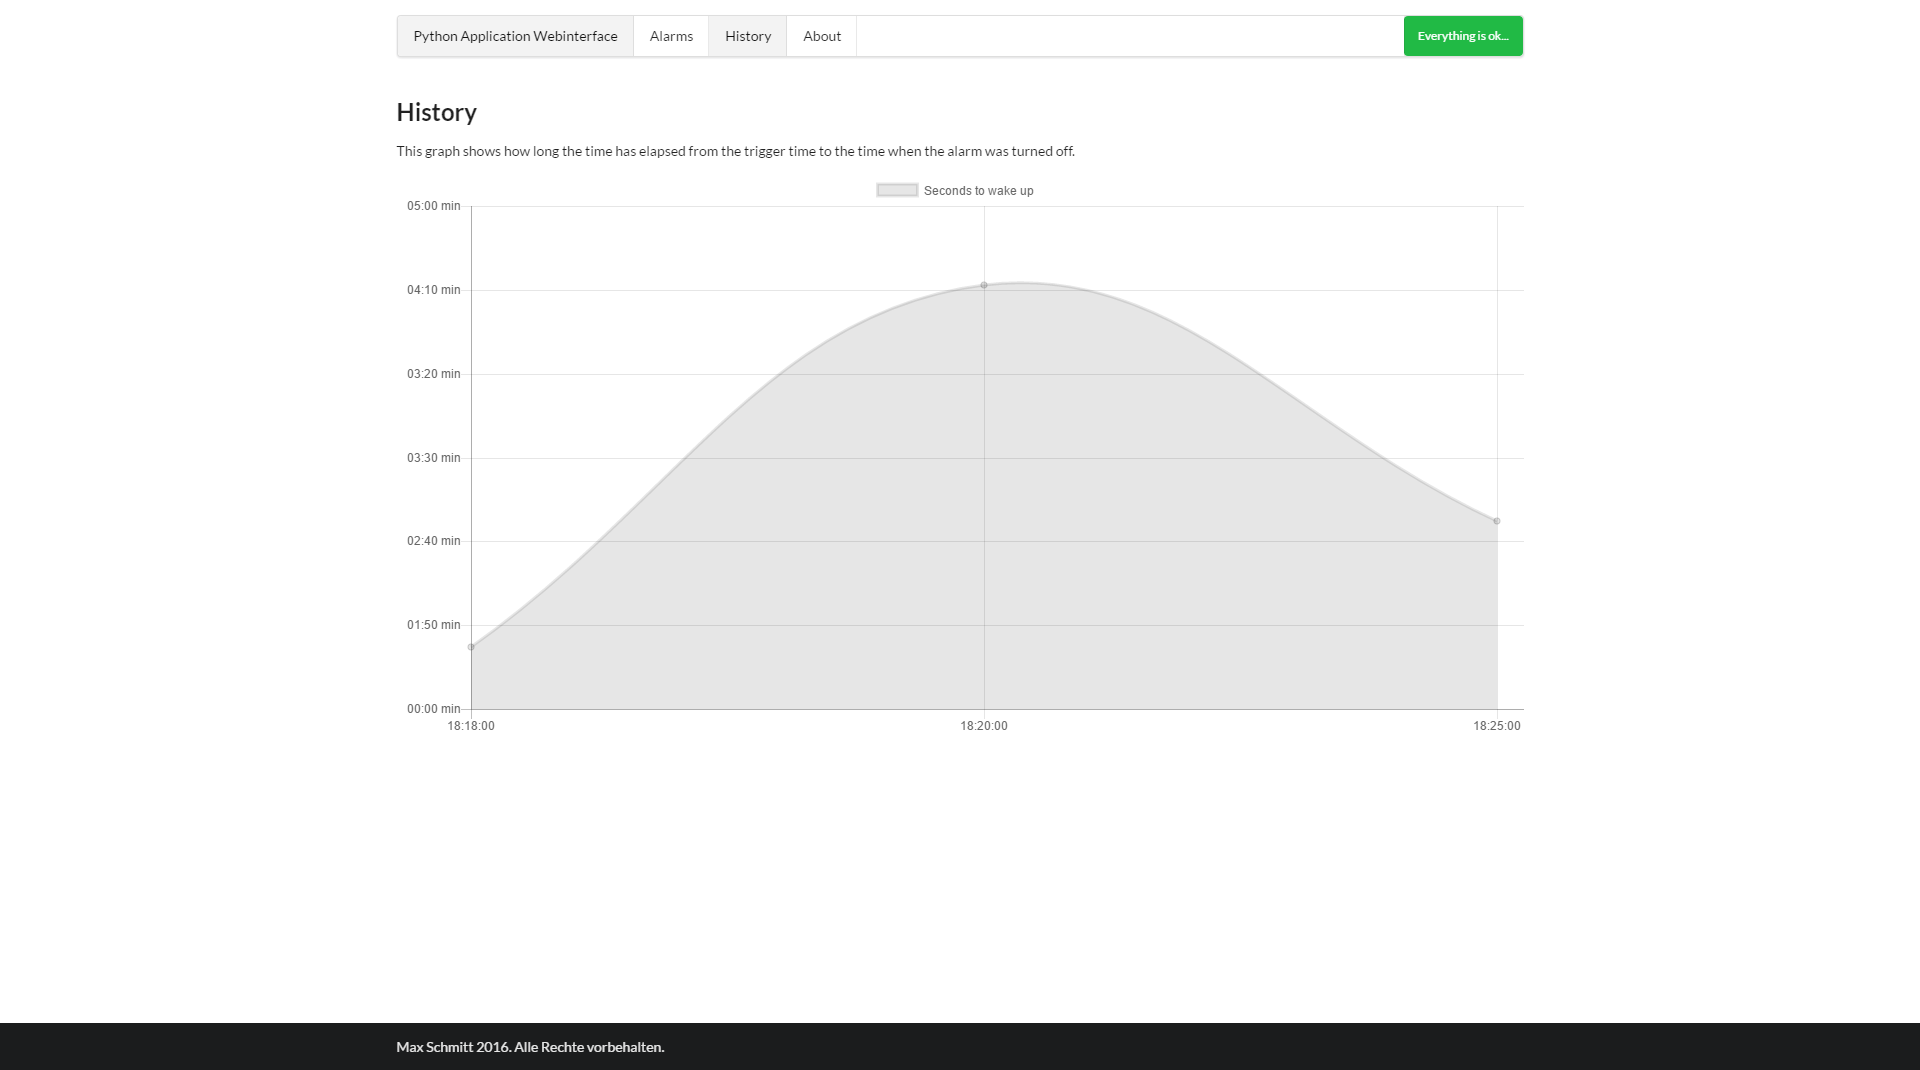 Python Application Webinterface
Alarms
History
About
Everything is ok...
History
This graph shows how long the time has elapsed from the trigger time to the time when the alarm was turned off.
Seconds to wake up
05:00 min
04:10 min
03:20 min
03:30 min
02:40 min
01:50 min
00:00 min
18:18:00
18:20:00
18:25:00
Max Schmitt 2016. Alle Rechte vorbehalten.